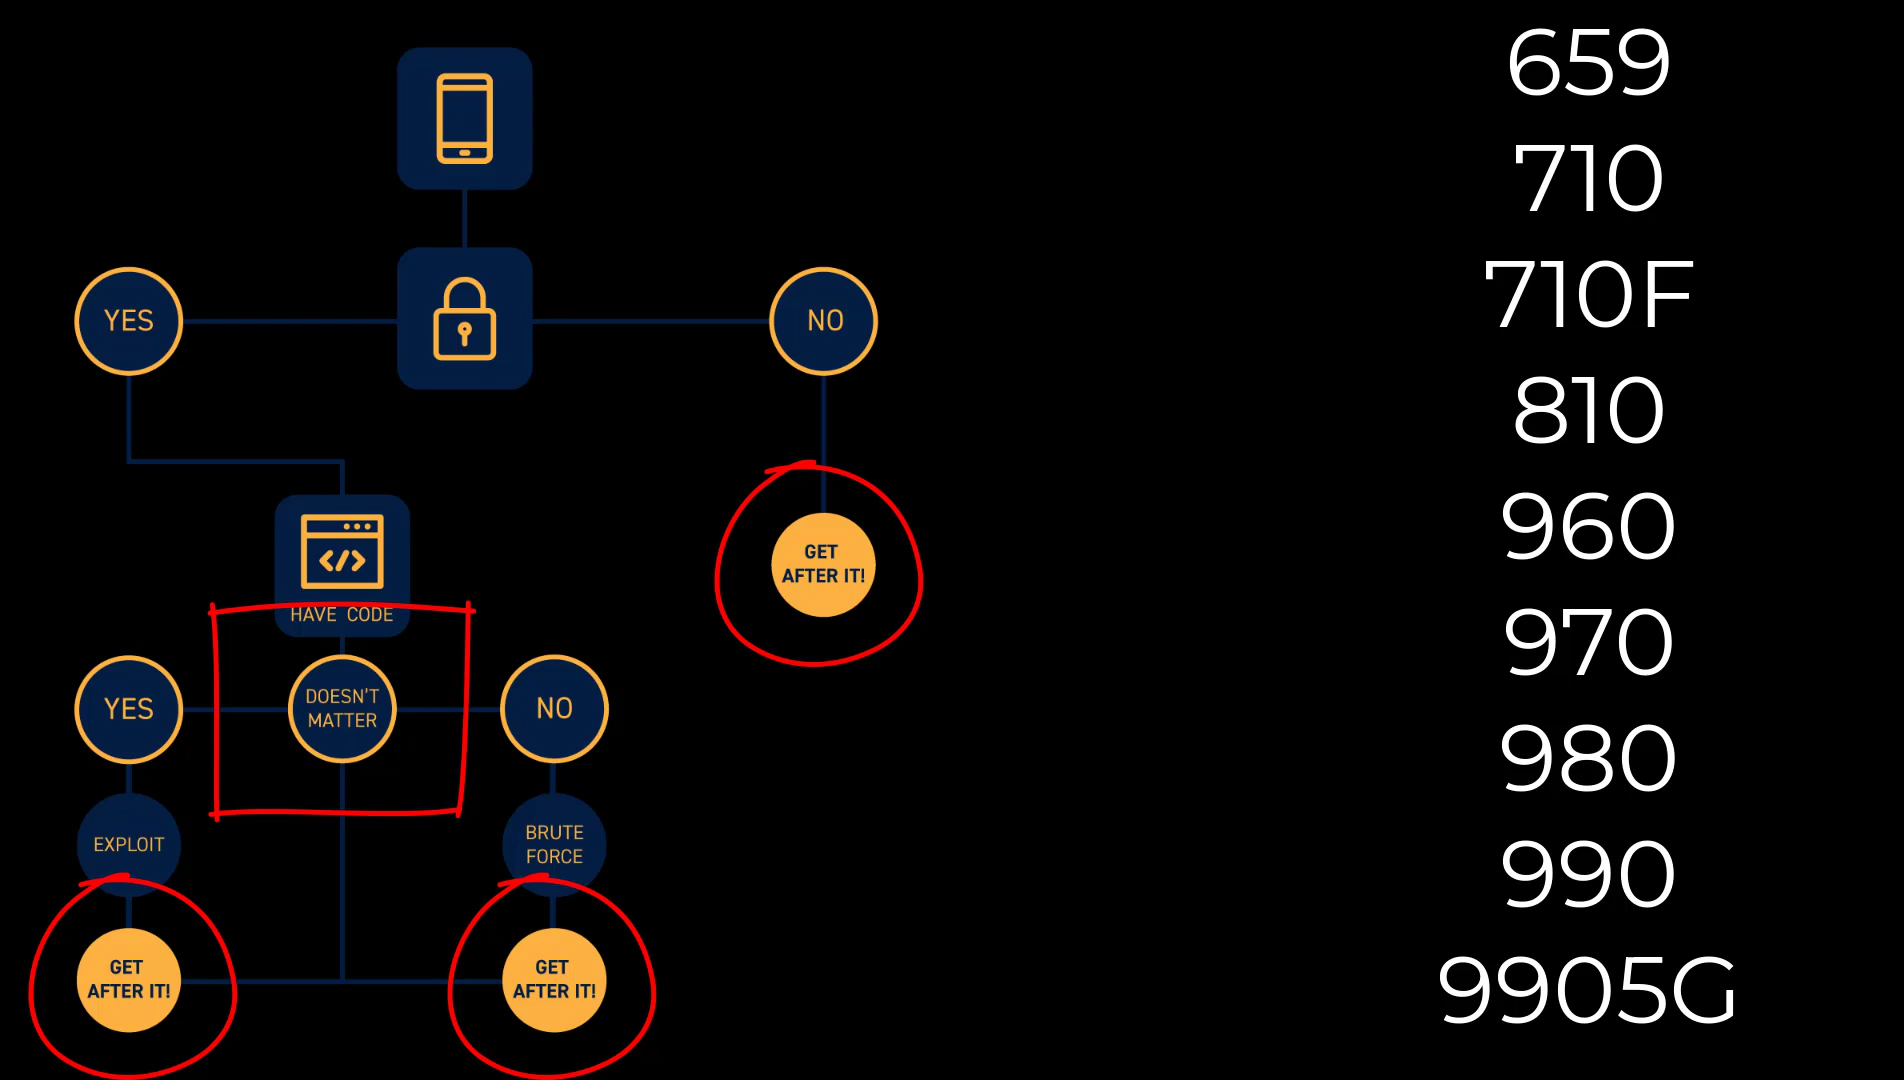 YES
NO
HAVE CODE
GET
AFTER IT!
YES
DOESN'T
MATTER
NO
EXPLOIT
BRUTE
FORCE
GET
AFTER IT!
GET
AFTER IT!
659
710
710F
810
960
970
980
990
9905G